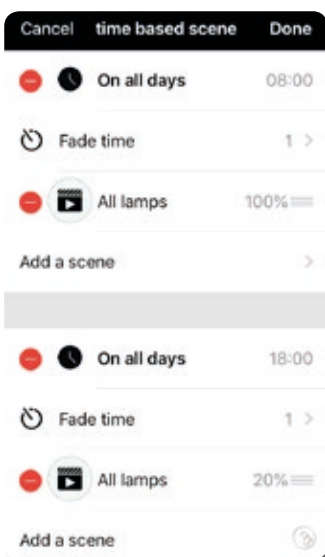 Cancel time based scene Done
On all days 08:00
Fade time 1 >
All lamps 100%
Add a scene >
On all days 18:00
Fade time 1 >
All lamps 20%
Add a scene